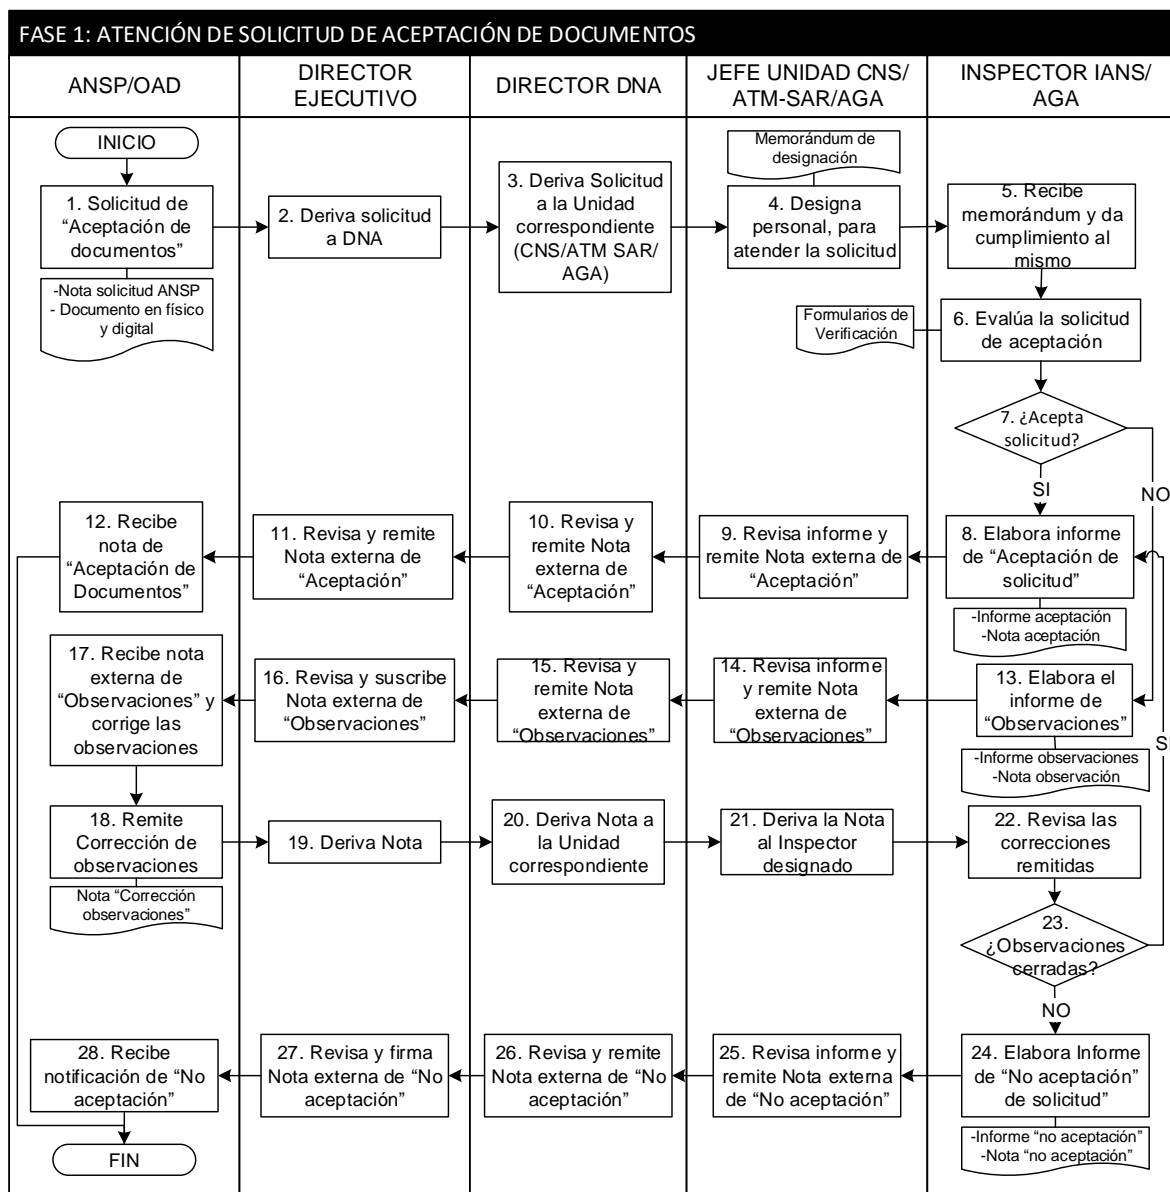 FASE 1: ATENCIÓN DE SOLICITUD DE ACEPTACIÓN DE DOCUMENTOS
ANSP/OAD
DIRECTOR
EJECUTIVO
DIRECTOR DNA
JEFE UNIDAD CNS/
ATM-SAR/AGA
INSPECTOR IANS/
AGA
INICIO
1. Solicitud de
“Aceptación de
documentos”
-Nota solicitud ANSP
- Documento en físico
y digital
2. Deriva solicitud
a DNA
3. Deriva Solicitud
a la Unidad
correspondiente
(CNS/ATM SAR/
AGA)
Memorándum de
designación
4. Designa
personal, para
atender la solicitud
5. Recibe
memorándum y da
cumplimiento al
mismo
Formularios de
Verificación
6. Evalúa la solicitud
de aceptación
7. ¿Acepta
solicitud?
SI
NO
8. Elabora informe
de “Aceptación de
solicitud”
-Informe aceptación
-Nota aceptación
9. Revisa informe y
remite Nota externa de
“Aceptación”
10. Revisa y
remite Nota
externa de
“Aceptación”
11. Revisa y remite
Nota externa de
“Aceptación”
12. Recibe
nota de
“Aceptación de
Documentos”
13. Elabora el
informe de
“Observaciones”
-Informe observaciones
-Nota observación
14. Revisa informe
y remite Nota
externa de
“Observaciones”
15. Revisa y
remite Nota
externa de
“Observaciones”
16. Revisa y suscribe
Nota externa de
“Observaciones”
17. Recibe nota
externa de
“Observaciones” y
corrige las
observaciones
18. Remite
Corrección de
observaciones
Nota “Corrección
observaciones”
19. Deriva Nota
20. Deriva Nota a
la Unidad
correspondiente
21. Deriva la Nota
al Inspector
designado
22. Revisa las
correcciones
remitidas
23.
¿Observaciones
cerradas?
SI
NO
24. Elabora Informe
de “No aceptación”
de solicitud”
-Informe “no aceptación”
-Nota “no aceptación”
25. Revisa informe y
remite Nota externa
de “No aceptación”
26. Revisa y remite
Nota externa de “No
aceptación”
27. Revisa y firma
Nota externa de “No
aceptación”
28. Recibe
notificación de “No
aceptación”
FIN